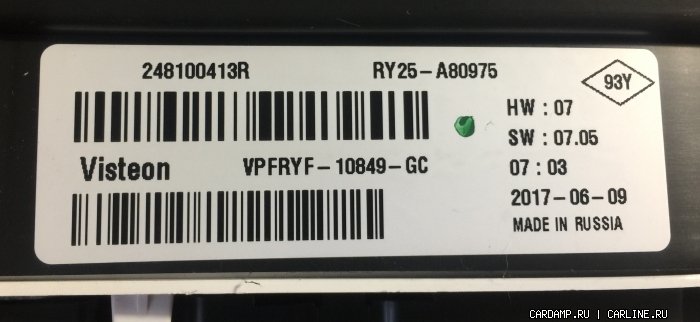 248100413R RY25-A80975
93Y
HW : 07
SW : 07.05
Visteon VPFRYF-10849-GC
07 : 03
2017-06-09
MADE IN RUSSIA
CARDAMP.RU | CARLINE.RU